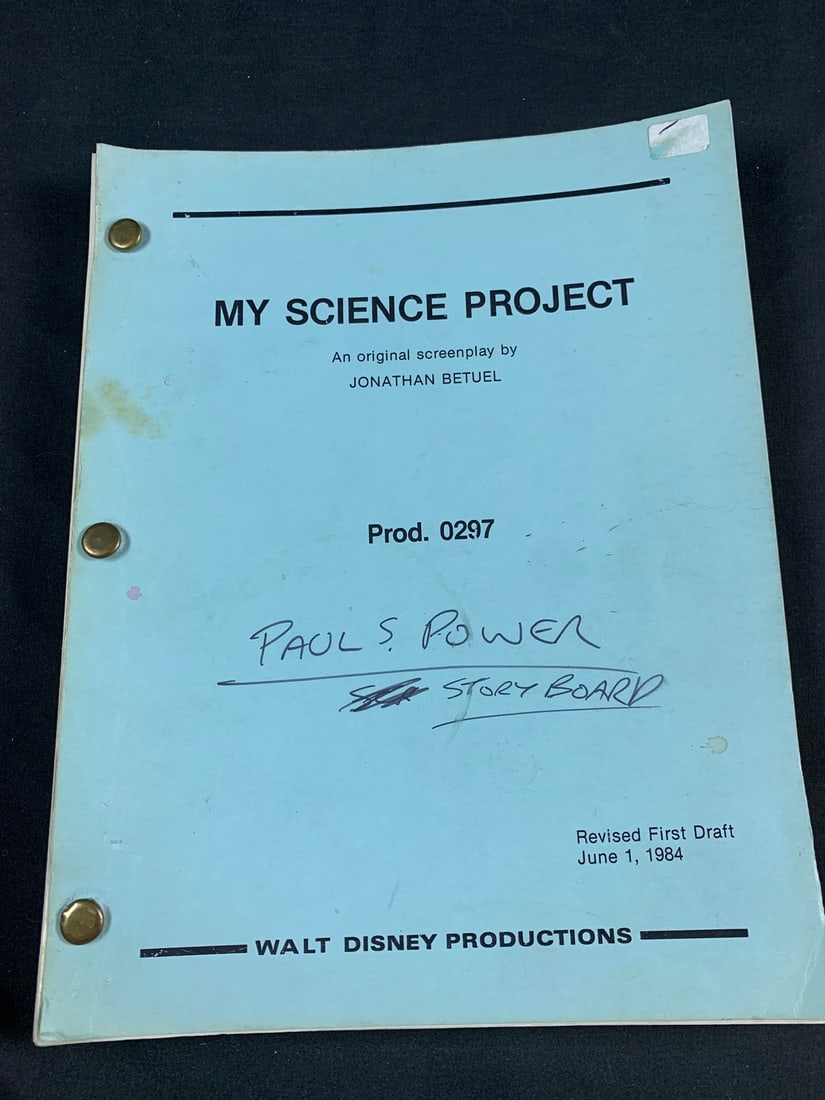 MY SCIENCE PROJECT
An original screenplay by
JONATHAN BETUEL
Prod. 0297
PAUL S. POWER
STORY BOARD
Revised First Draft
June 1, 1984
WALT DISNEY PRODUCTIONS